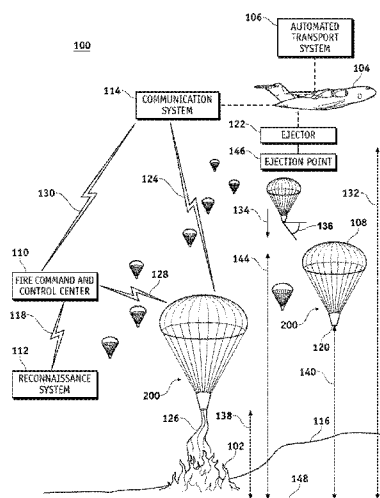 100
106
AUTOMATED
TRANSPORT
SYSTEM
104
114
COMMUNICATION
SYSTEM
122
EJECTOR
146
EJECTION POINT
130
124
132
134
136
108
110
144
FIRE COMMAND AND
CONTROL CENTER
128
118
112
RECONNAISSANCE
SYSTEM
200
120
200
140
126
138
116
102
148